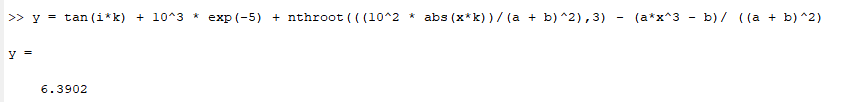 >> y = tan(i*k) + 10^3 * exp(-5) + nthroot(((10^2 * abs(x*k))/(a + b)^2),3) - (a*x^3 - b)/ ((a + b)^2)
y =
6.3902